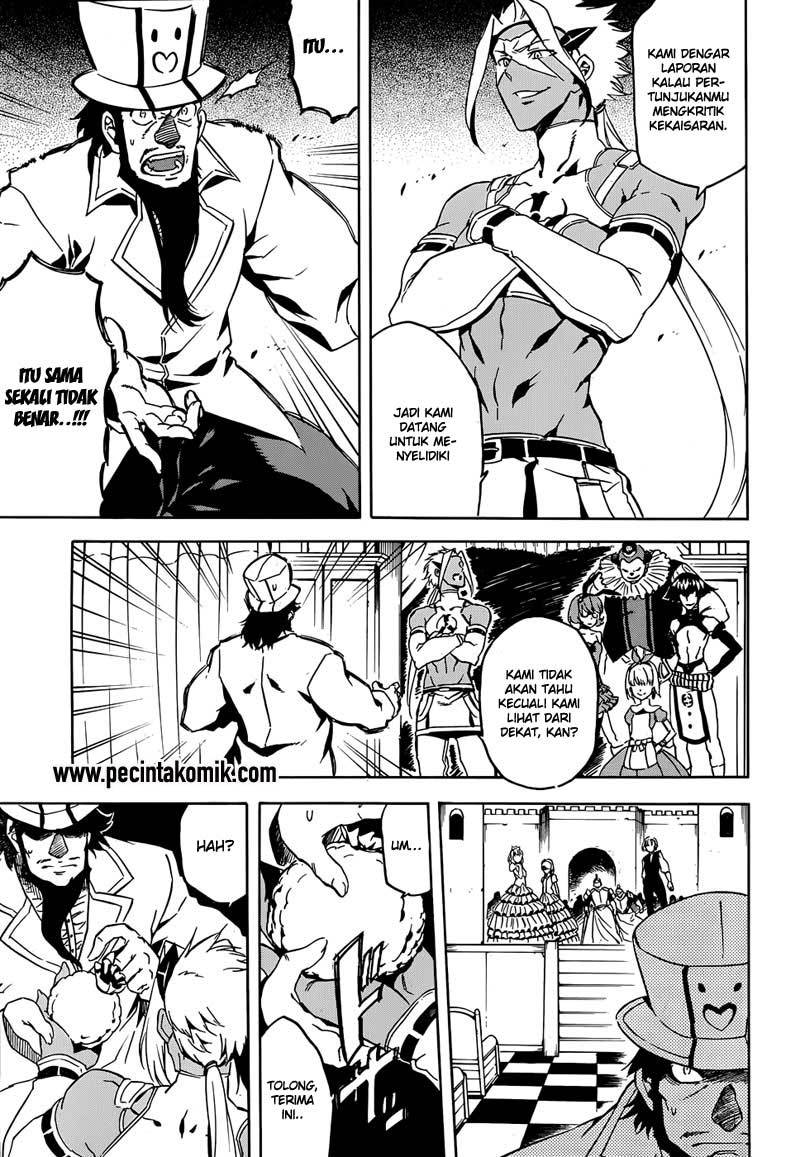 KAMI DENGAR
LAPORAN
KALAU PER-
TUNJUKANMU
MENGKRITIK
KEKAISARAN.
JADI KAMI
DATANG
UNTUK ME-
NYELIDIKI
ITU...
ITU SAMA
SEKALI TIDAK
BENAR..!!!
KAMI TIDAK
AKAN TAHU
KECUALI KAMI
LIHAT DARI
DEKAT, KAN?
www.pecintakomik.com
UM...
TOLONG,
TERIMA
INI..
HAH?